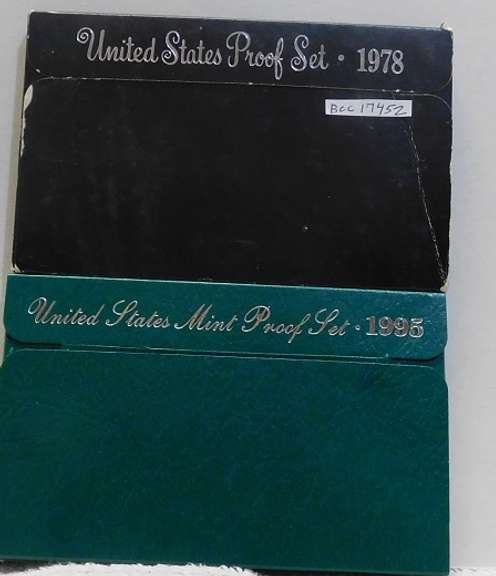 United States Proof Set · 1978
BCC 17452
United States Mint Proof Set · 1995